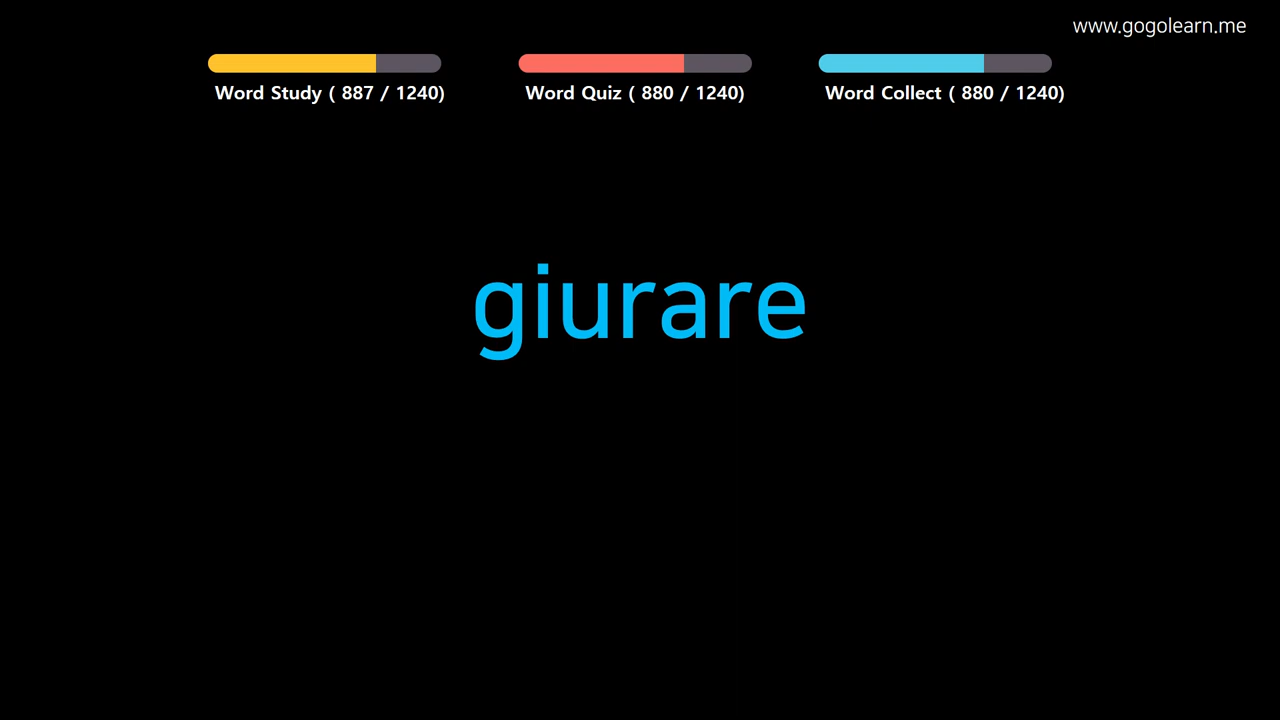 www.gogolearn.me
Word Study ( 887 / 1240)
Word Quiz ( 880 / 1240)
Word Collect ( 880 / 1240)
giurare